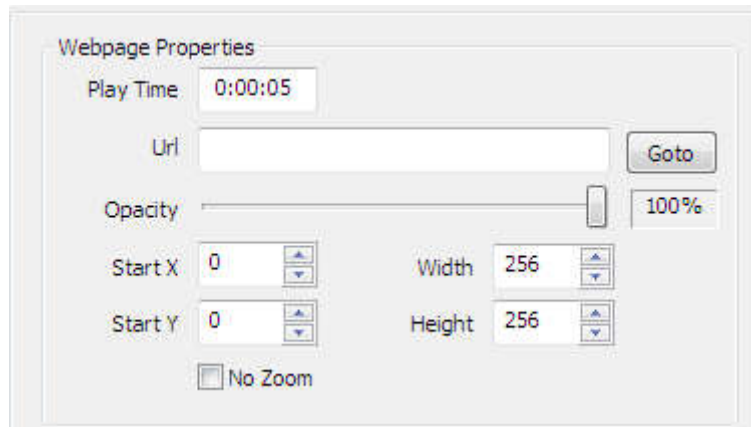 Webpage Properties
Play Time 0:00:05
Url Goto
Opacity 100%
Start X 0 Width 256
Start Y 0 Height 256
No Zoom